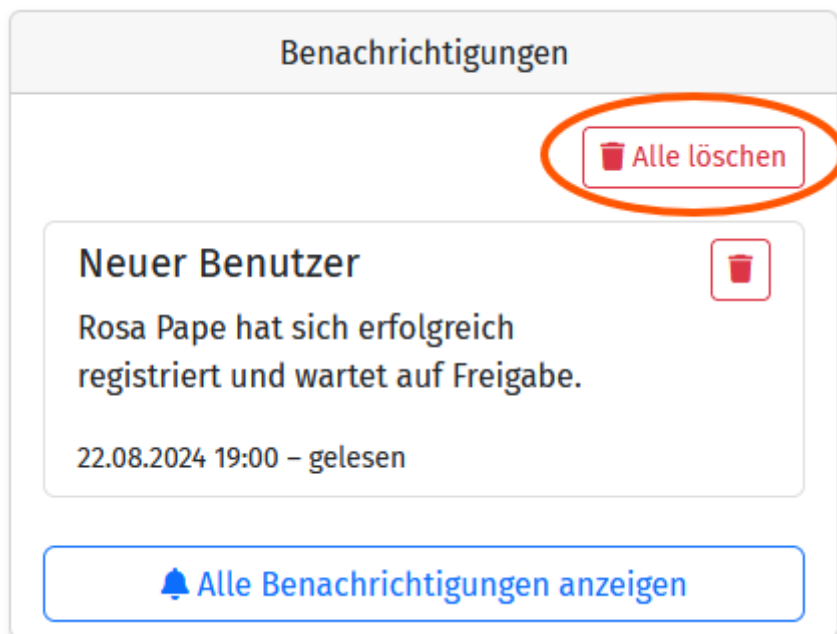 Benachrichtigungen
Alle löschen
Neuer Benutzer
Rosa Pape hat sich erfolgreich
registriert und wartet auf Freigabe.
22.08.2024 19:00 – gelesen
Alle Benachrichtigungen anzeigen